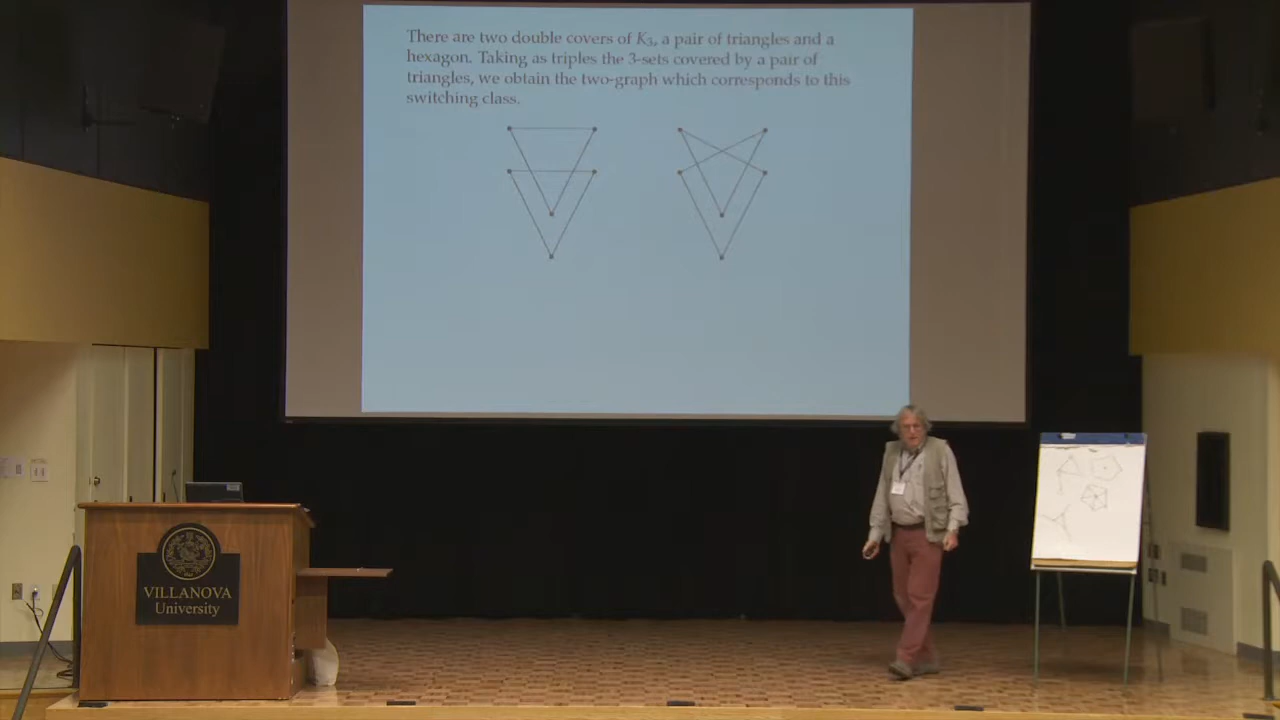 There are two double covers of K₃, a pair of triangles and a
hexagon. Taking as triples the 3-sets covered by a pair of
triangles, we obtain the two-graph which corresponds to this
switching class.
VILLANOVA
University